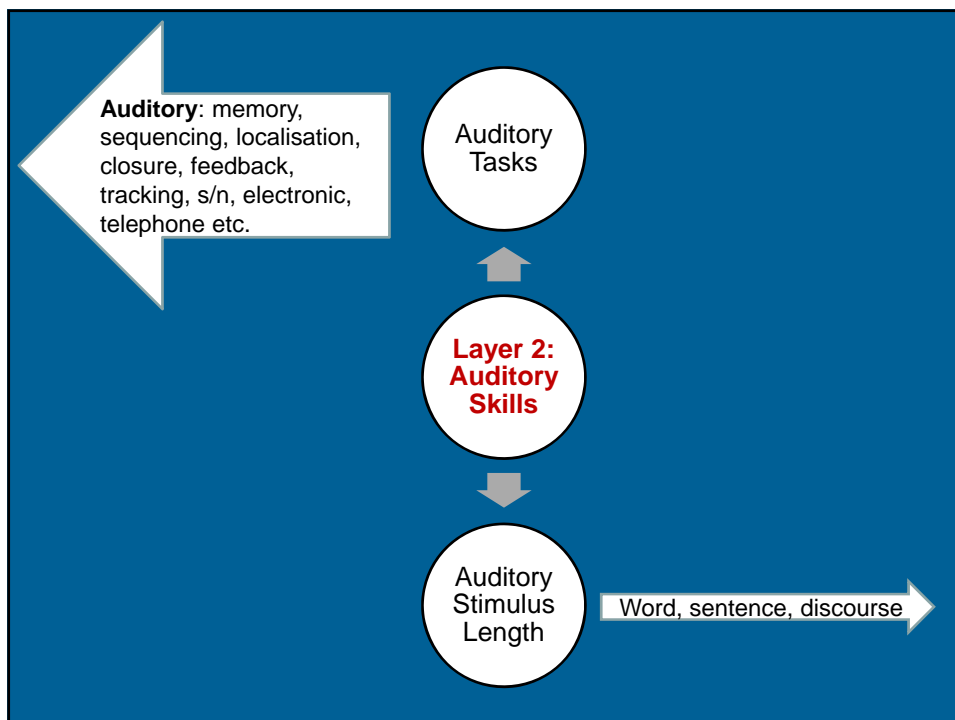 Auditory: memory,
sequencing, localisation,
closure, feedback,
tracking, s/n, electronic,
telephone etc.
Auditory
Tasks
Layer 2:
Auditory
Skills
Auditory
Stimulus
Length
Word, sentence, discourse